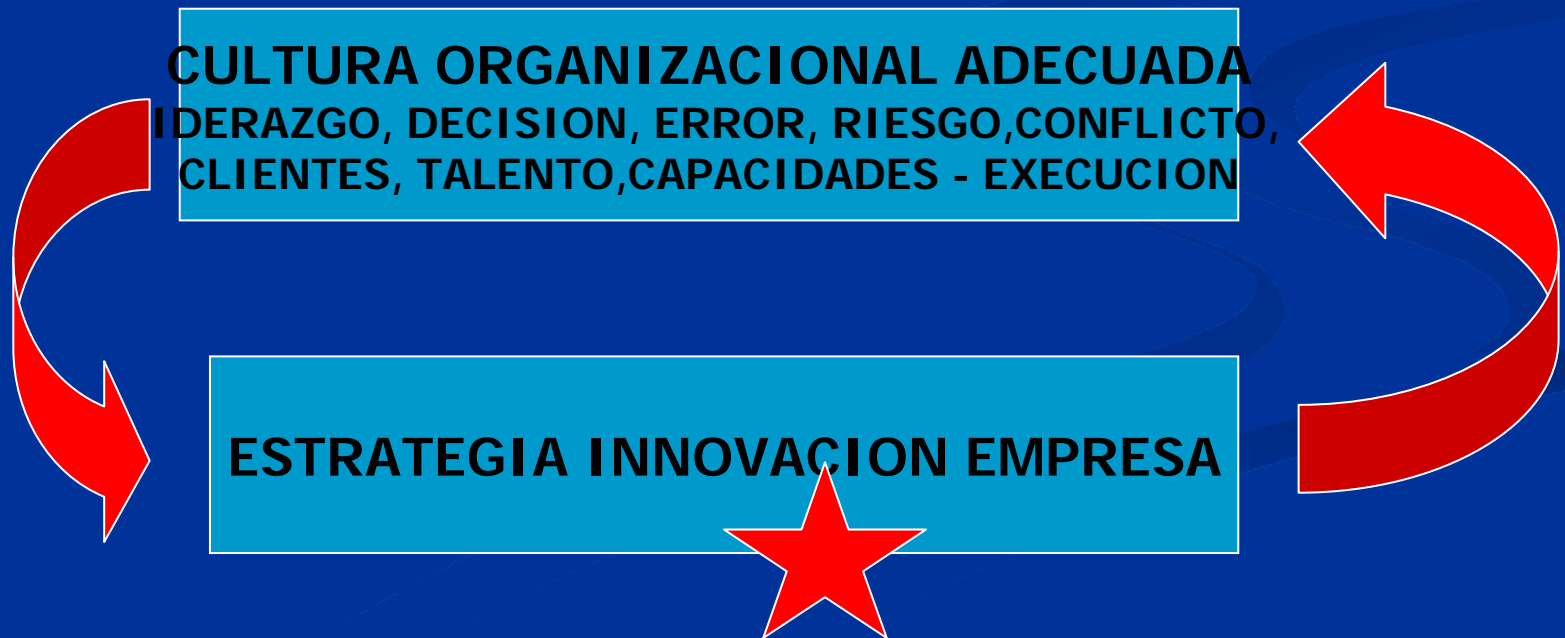 CULTURA ORGANIZACIONAL ADECUADA
IDERAZGO, DECISION, ERROR, RIESGO,CONFLICTO,
CLIENTES, TALENTO,CAPACIDADES - EXECUCION
ESTRATEGIA INNOVACION EMPRESA